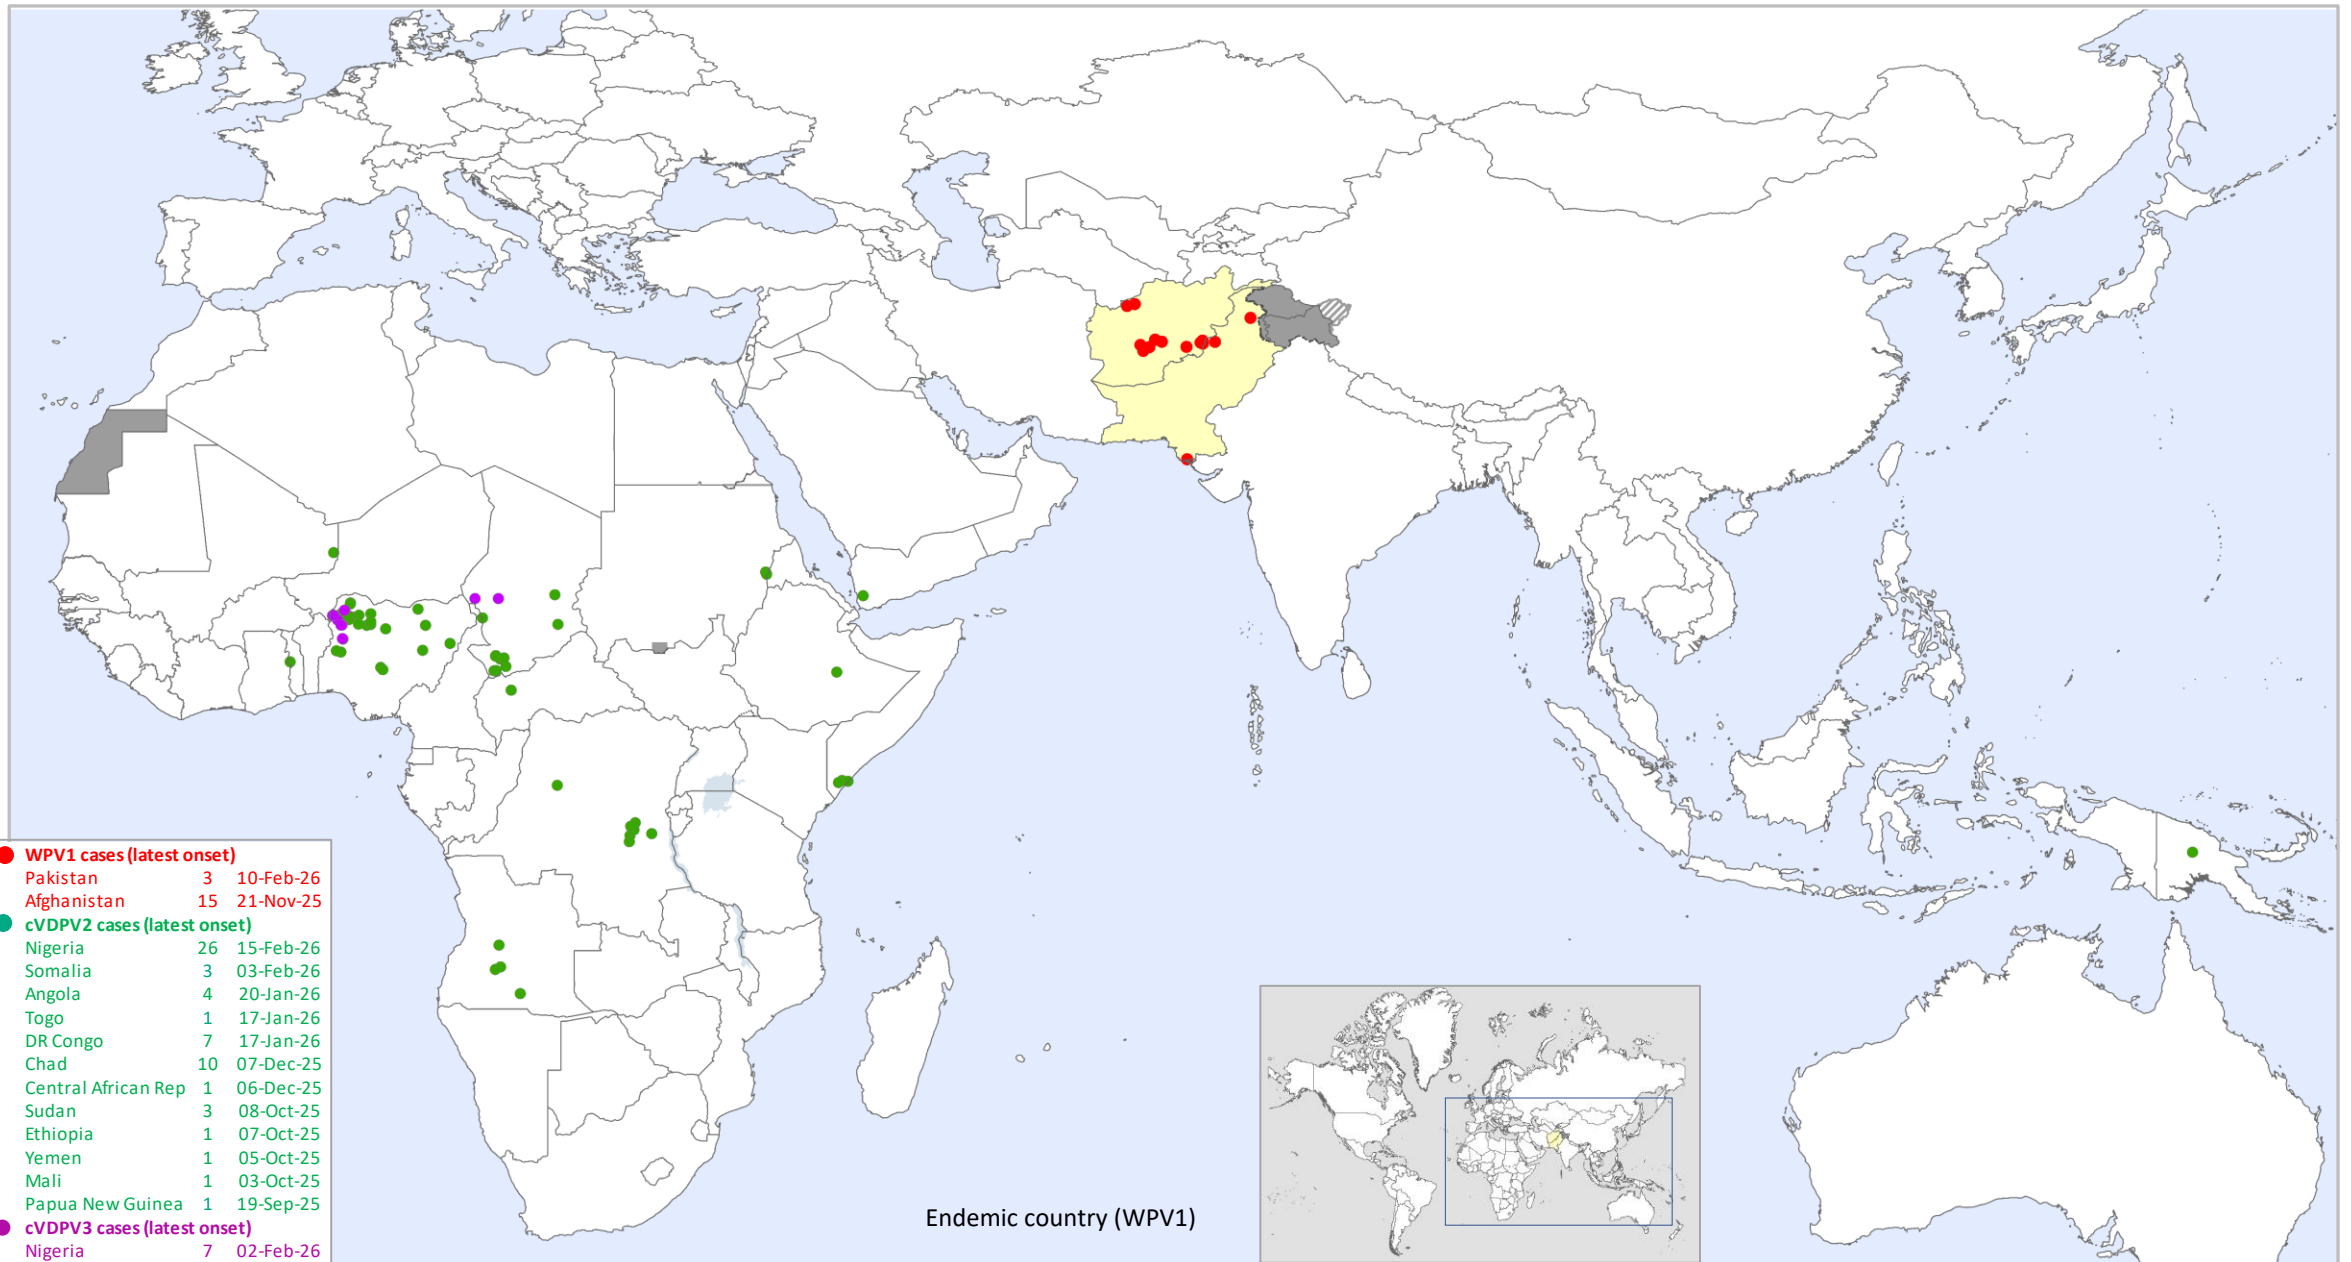 WPV1 cases (latest onset)
Pakistan 3 10-Feb-26
Afghanistan 15 21-Nov-25
cVDPV2 cases (latest onset)
Nigeria 26 15-Feb-26
Somalia 3 03-Feb-26
Angola 4 20-Jan-26
Togo 1 17-Jan-26
DR Congo 7 17-Jan-26
Chad 10 07-Dec-25
Central African Rep 1 06-Dec-25
Sudan 3 08-Oct-25
Ethiopia 1 07-Oct-25
Yemen 1 05-Oct-25
Mali 1 03-Oct-25
Papua New Guinea 1 19-Sep-25
cVDPV3 cases (latest onset)
Nigeria 7 02-Feb-26
Endemic country (WPV1)